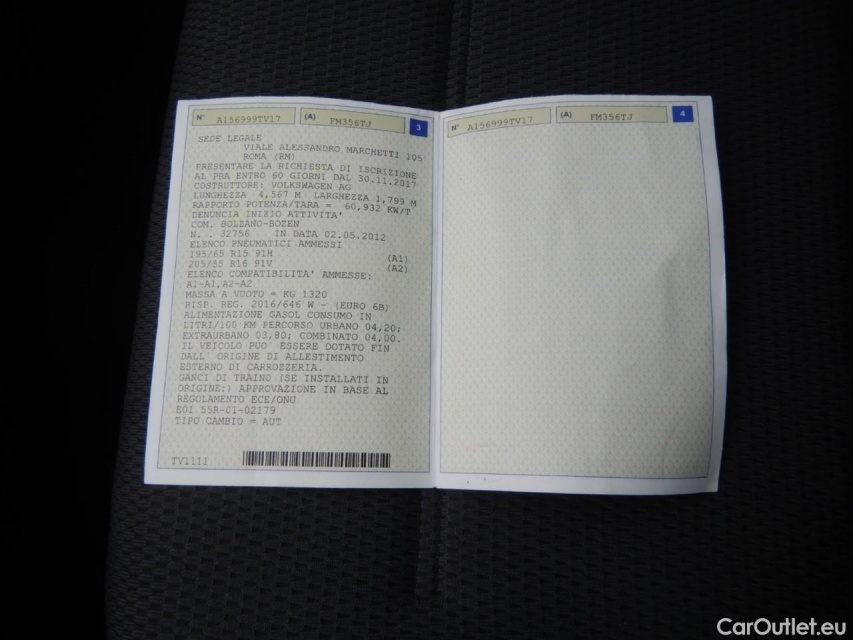 N° A156999TV17 (A) FM356TJ 3
SEDE LEGALE
VIALE ALESSANDRO MARCHETTI 105
ROMA (RM)
PRESENTARE LA RICHIESTA DI ISCRIZIONE
AL PRA ENTRO 60 GIORNI DAL 30.11.2017
COSTRUTTORE: VOLKSWAGEN AG
LUNGHEZZA 4,567 M LARGHEZZA 1,799 M
RAPPORTO POTENZA/TARA = 60,932 KW/T
DENUNCIA INIZIO ATTIVITA'
COM. BOLZANO-BOZEN
N. . 32756 IN DATA 02.05.2012
ELENCO PNEUMATICI AMMESSI
195/65 R15 91H (A1)
205/55 R16 91V (A2)
ELENCO COMPATIBILITA' AMMESSE:
A1-A1,A2-A2
MASSA A VUOTO = KG 1320
RISP. REG. 2016/646 W - (EURO 6B)
ALIMENTAZIONE GASOL CONSUMO IN
LITRI/100 KM PERCORSO URBANO 04,20;
EXTRAURBANO 03,80; COMBINATO 04,00.
IL VEICOLO PUO' ESSERE DOTATO FIN
DALL' ORIGINE DI ALLESTIMENTO
ESTERNO DI CARROZZERIA.
GANCI DI TRAINO (SE INSTALLATI IN
ORIGINE:) APPROVAZIONE IN BASE AL
REGOLAMENTO ECE/ONU
E01 55R-01-02179
TIPO CAMBIO = AUT
TV1111
N° A156999TV17 (A) FM356TJ 4
CarOutlet.eu